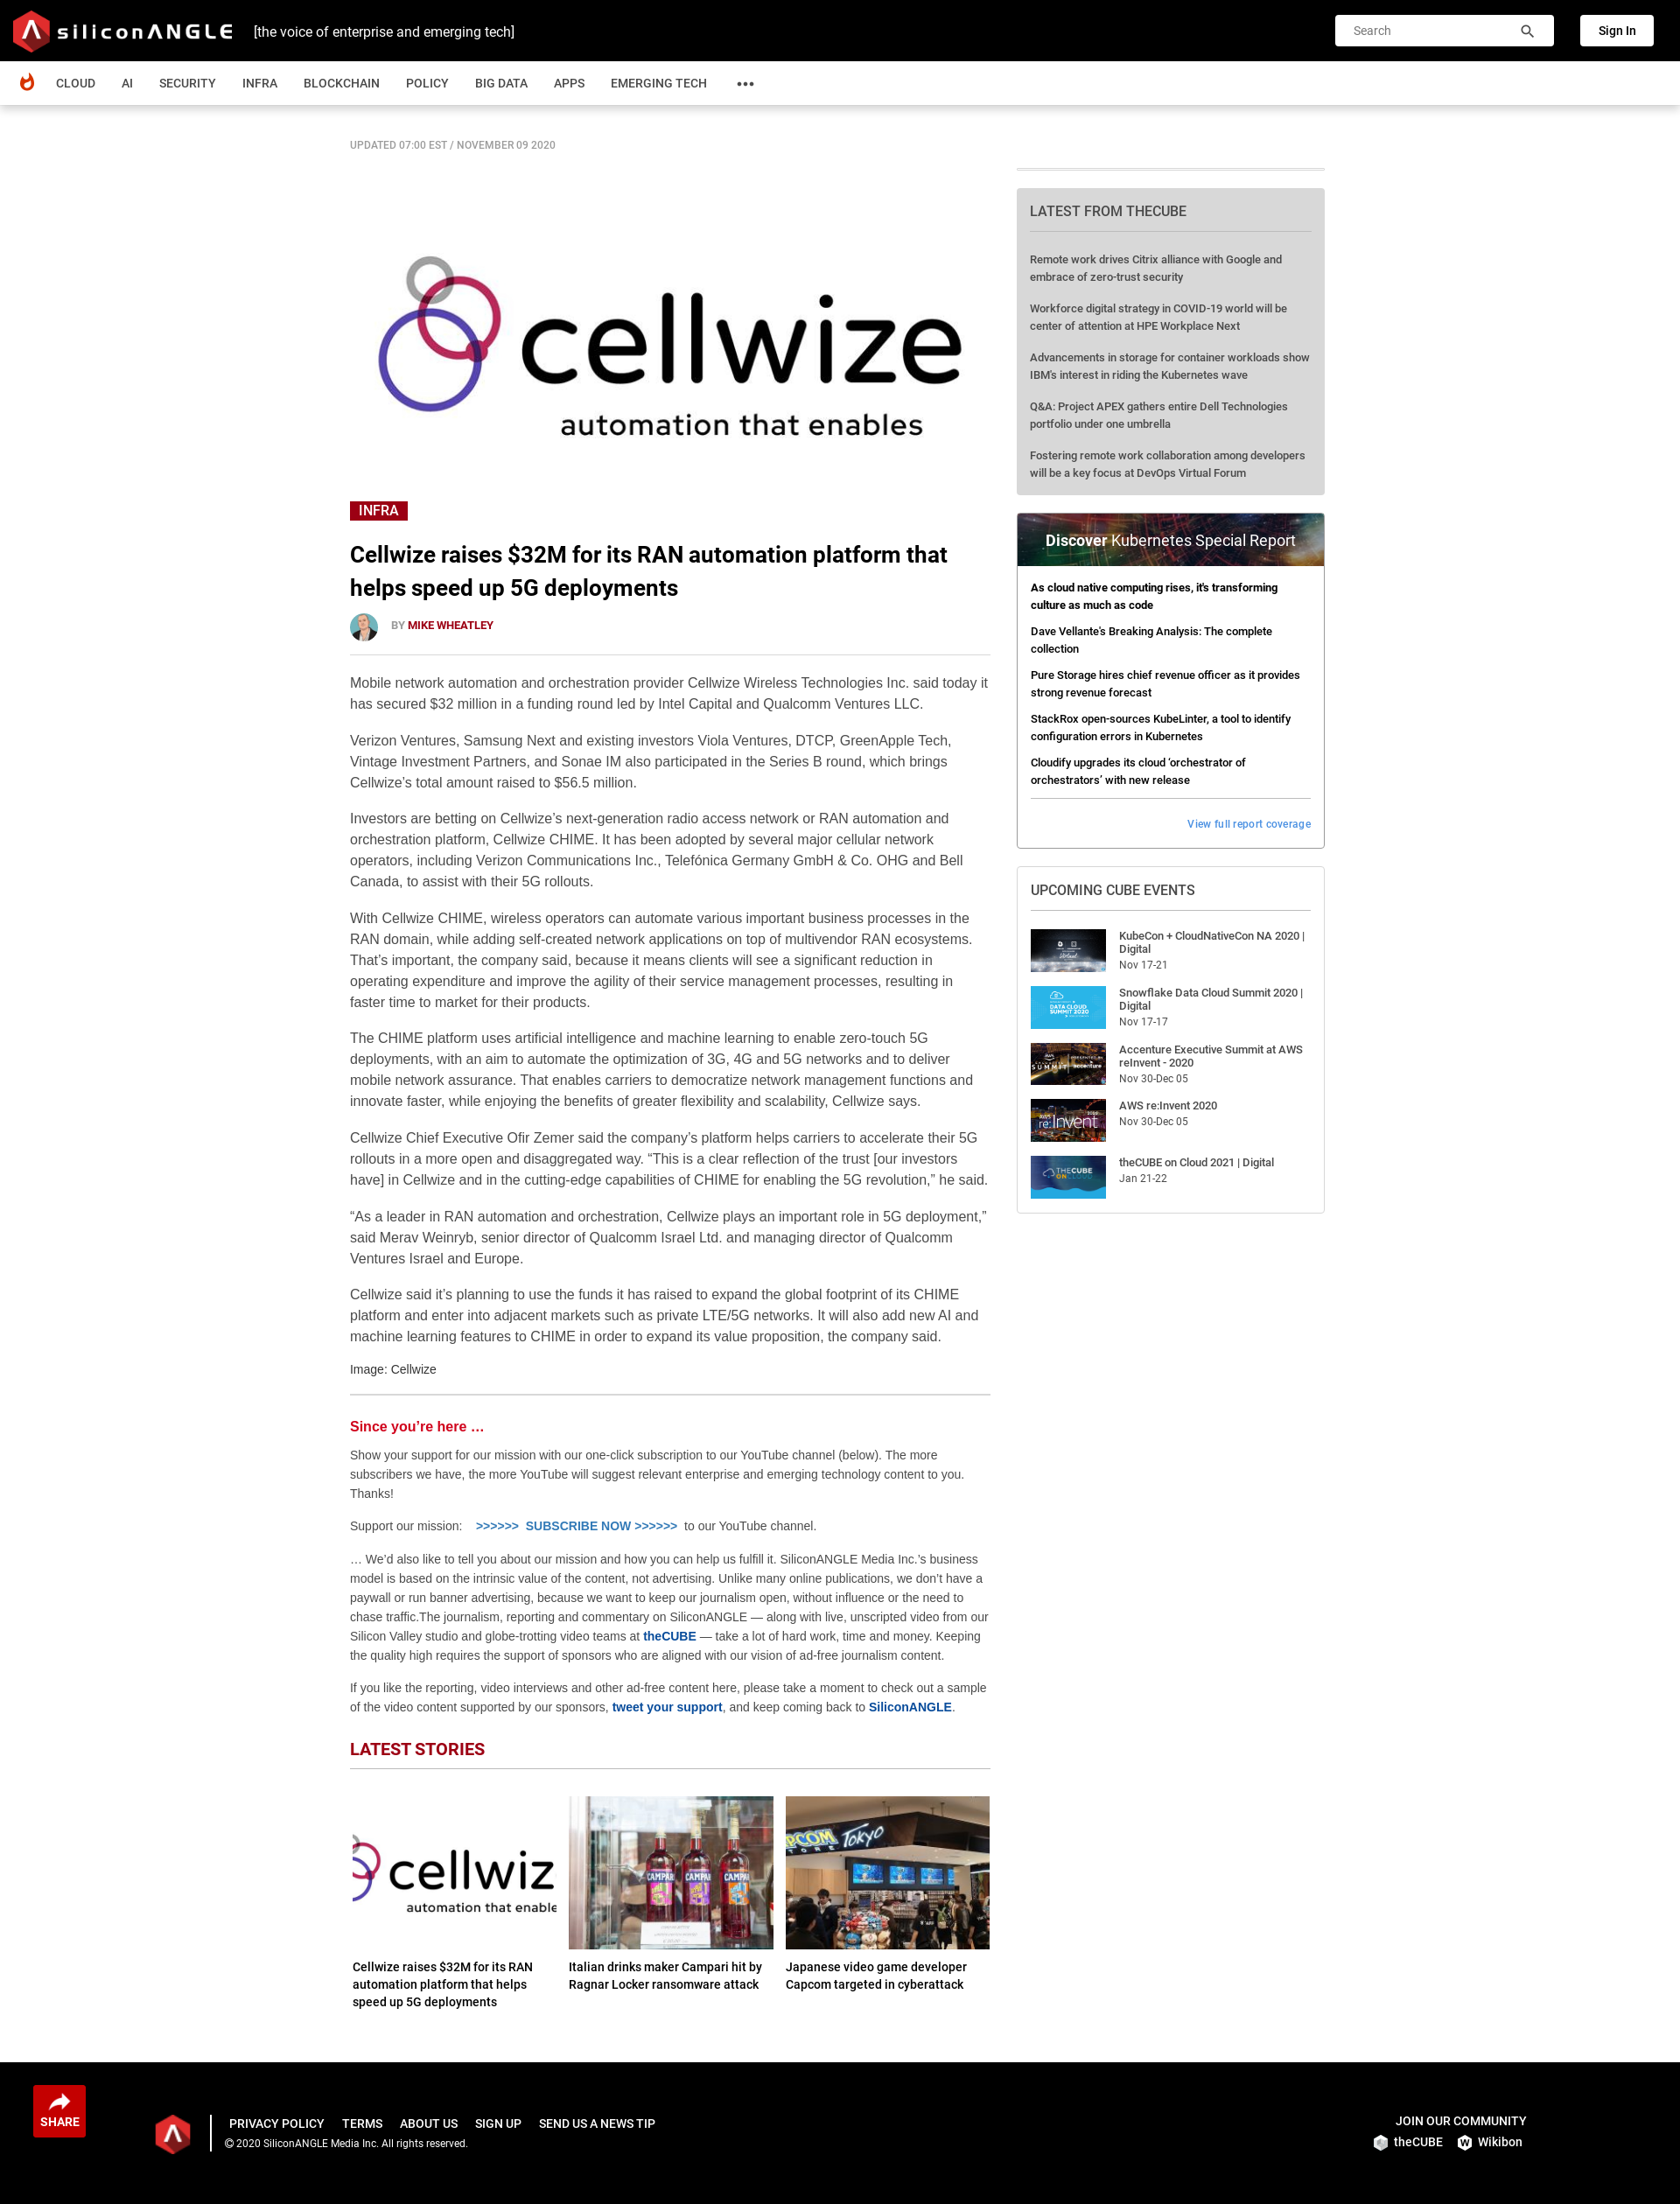 siliconANGLE
[the voice of enterprise and emerging tech]
Search
Sign In
CLOUD AI SECURITY INFRA BLOCKCHAIN POLICY BIG DATA APPS EMERGING TECH
UPDATED 07:00 EST / NOVEMBER 09 2020
cellwize
automation that enables
INFRA
Cellwize raises $32M for its RAN automation platform that
helps speed up 5G deployments
BY MIKE WHEATLEY
Mobile network automation and orchestration provider Cellwize Wireless Technologies Inc. said today it
has secured $32 million in a funding round led by Intel Capital and Qualcomm Ventures LLC.
Verizon Ventures, Samsung Next and existing investors Viola Ventures, DTCP, GreenApple Tech,
Vintage Investment Partners, and Sonae IM also participated in the Series B round, which brings
Cellwize’s total amount raised to $56.5 million.
Investors are betting on Cellwize’s next-generation radio access network or RAN automation and
orchestration platform, Cellwize CHIME. It has been adopted by several major cellular network
operators, including Verizon Communications Inc., Telefónica Germany GmbH & Co. OHG and Bell
Canada, to assist with their 5G rollouts.
With Cellwize CHIME, wireless operators can automate various important business processes in the
RAN domain, while adding self-created network applications on top of multivendor RAN ecosystems.
That’s important, the company said, because it means clients will see a significant reduction in
operating expenditure and improve the agility of their service management processes, resulting in
faster time to market for their products.
The CHIME platform uses artificial intelligence and machine learning to enable zero-touch 5G
deployments, with an aim to automate the optimization of 3G, 4G and 5G networks and to deliver
mobile network assurance. That enables carriers to democratize network management functions and
innovate faster, while enjoying the benefits of greater flexibility and scalability, Cellwize says.
Cellwize Chief Executive Ofir Zemer said the company’s platform helps carriers to accelerate their 5G
rollouts in a more open and disaggregated way. “This is a clear reflection of the trust [our investors
have] in Cellwize and in the cutting-edge capabilities of CHIME for enabling the 5G revolution,” he said.
“As a leader in RAN automation and orchestration, Cellwize plays an important role in 5G deployment,”
said Merav Weinryb, senior director of Qualcomm Israel Ltd. and managing director of Qualcomm
Ventures Israel and Europe.
Cellwize said it’s planning to use the funds it has raised to expand the global footprint of its CHIME
platform and enter into adjacent markets such as private LTE/5G networks. It will also add new AI and
machine learning features to CHIME in order to expand its value proposition, the company said.
Image: Cellwize
Since you’re here …
Show your support for our mission with our one-click subscription to our YouTube channel (below). The more
subscribers we have, the more YouTube will suggest relevant enterprise and emerging technology content to you.
Thanks!
Support our mission: >>>>>> SUBSCRIBE NOW >>>>>> to our YouTube channel.
… We’d also like to tell you about our mission and how you can help us fulfill it. SiliconANGLE Media Inc.’s business
model is based on the intrinsic value of the content, not advertising. Unlike many online publications, we don’t have a
paywall or run banner advertising, because we want to keep our journalism open, without influence or the need to
chase traffic.The journalism, reporting and commentary on SiliconANGLE — along with live, unscripted video from our
Silicon Valley studio and globe-trotting video teams at theCUBE — take a lot of hard work, time and money. Keeping
the quality high requires the support of sponsors who are aligned with our vision of ad-free journalism content.
If you like the reporting, video interviews and other ad-free content here, please take a moment to check out a sample
of the video content supported by our sponsors, tweet your support, and keep coming back to SiliconANGLE.
LATEST FROM THECUBE
Remote work drives Citrix alliance with Google and
embrace of zero-trust security
Workforce digital strategy in COVID-19 world will be
center of attention at HPE Workplace Next
Advancements in storage for container workloads show
IBM's interest in riding the Kubernetes wave
Q&A: Project APEX gathers entire Dell Technologies
portfolio under one umbrella
Fostering remote work collaboration among developers
will be a key focus at DevOps Virtual Forum
Discover Kubernetes Special Report
As cloud native computing rises, it's transforming
culture as much as code
Dave Vellante's Breaking Analysis: The complete
collection
Pure Storage hires chief revenue officer as it provides
strong revenue forecast
StackRox open-sources KubeLinter, a tool to identify
configuration errors in Kubernetes
Cloudify upgrades its cloud ‘orchestrator of
orchestrators’ with new release
View full report coverage
UPCOMING CUBE EVENTS
KubeCon + CloudNativeCon NA 2020 |
Digital
Nov 17-21
DATA CLOUD
SUMMIT 2020
Snowflake Data Cloud Summit 2020 |
Digital
Nov 17-17
SUMMIT
accenture
Accenture Executive Summit at AWS
reInvent - 2020
Nov 30-Dec 05
re:Invent
AWS re:Invent 2020
Nov 30-Dec 05
THECUBE
ON CLOUD
theCUBE on Cloud 2021 | Digital
Jan 21-22
LATEST STORIES
cellwiz
automation that enable
CAMPARI
CAMPARI
CAMPARI
PCOM
STORE
TOKYO
Cellwize raises $32M for its RAN
automation platform that helps
speed up 5G deployments
Italian drinks maker Campari hit by
Ragnar Locker ransomware attack
Japanese video game developer
Capcom targeted in cyberattack
SHARE
PRIVACY POLICY TERMS ABOUT US SIGN UP SEND US A NEWS TIP
© 2020 SiliconANGLE Media Inc. All rights reserved.
JOIN OUR COMMUNITY
theCUBE
W Wikibon